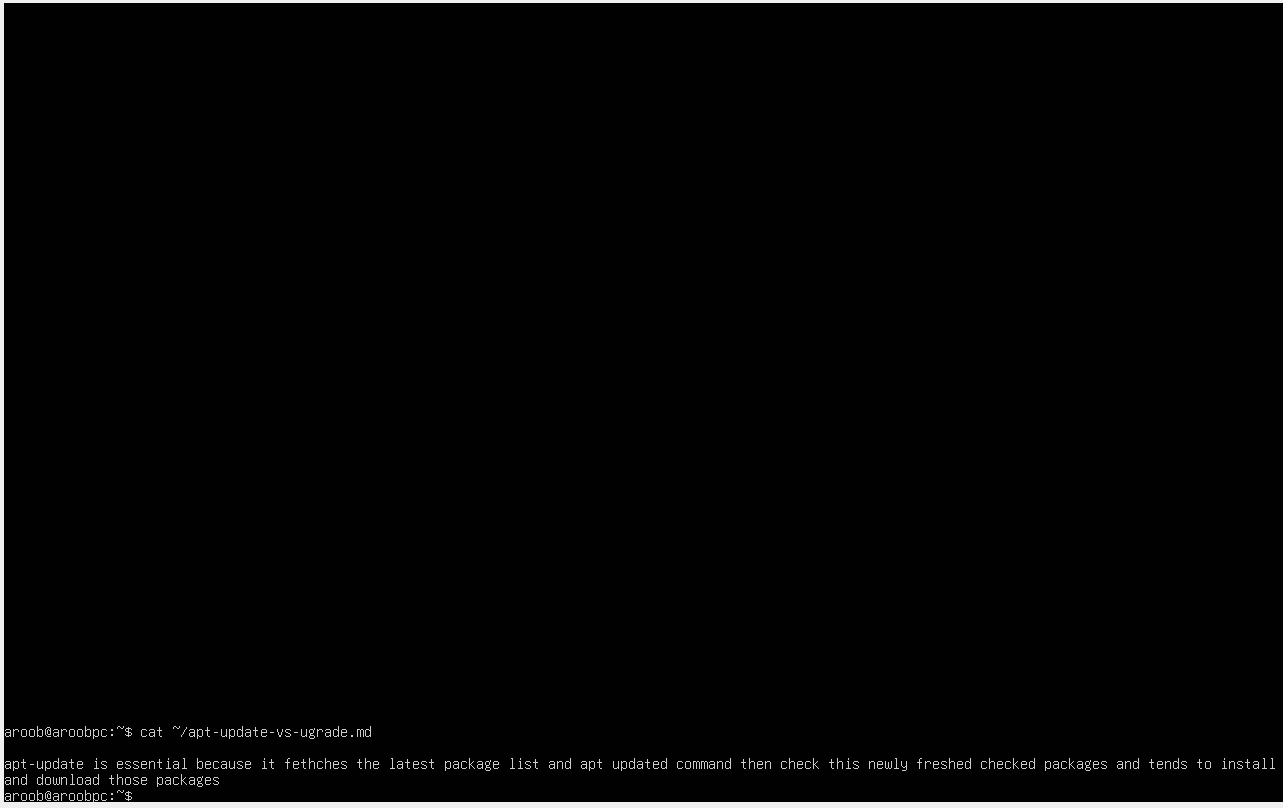 aroob@aroobpc:~$ cat ~/apt-update-vs-ugrade.md
apt-update is essential because it fethches the latest package list and apt updated command then check this newly freshed checked packages and tends to install
and download those packages
aroob@aroobpc:~$